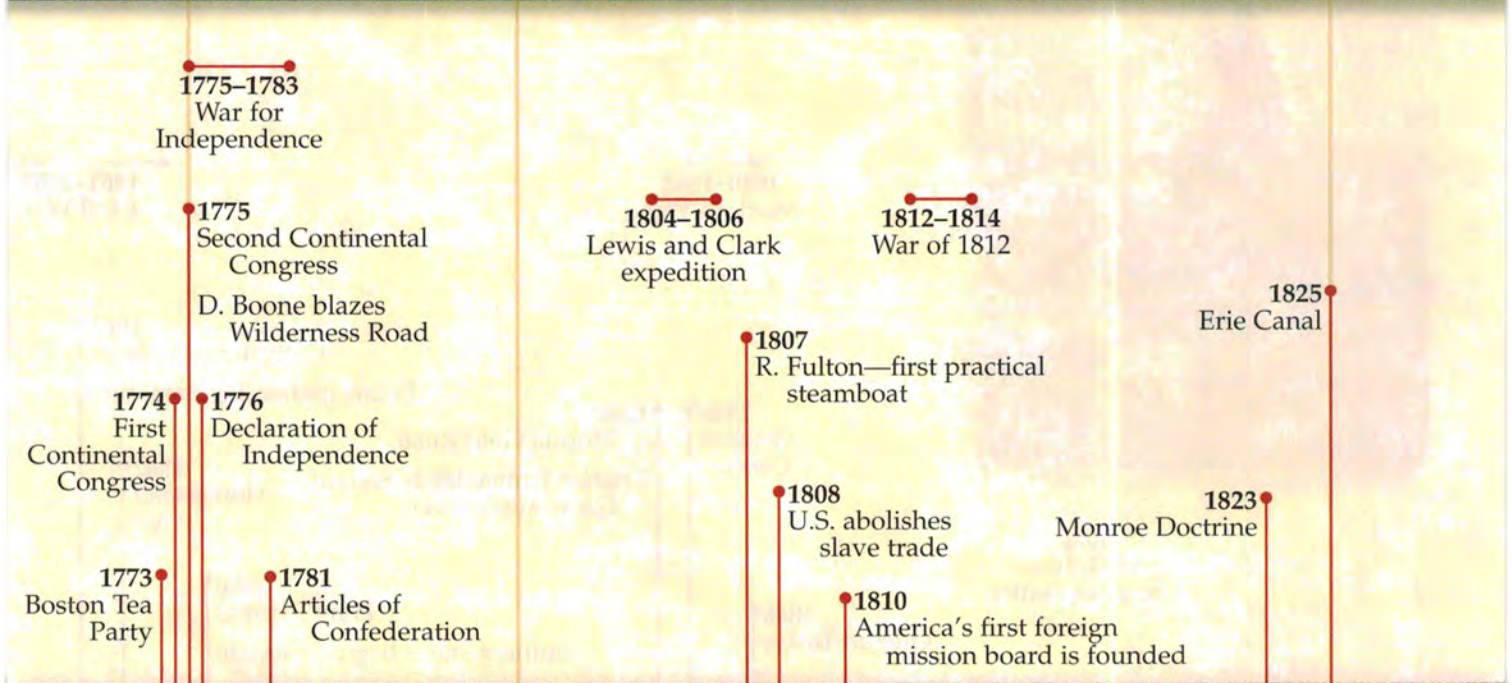 1775–1783
War for
Independence
1775
Second Continental
Congress
D. Boone blazes
Wilderness Road
1774
First
Continental
Congress
1776
Declaration of
Independence
1773
Boston Tea
Party
1781
Articles of
Confederation
1804–1806
Lewis and Clark
expedition
1812–1814
War of 1812
1807
R. Fulton—first practical
steamboat
1808
U.S. abolishes
slave trade
1810
America's first foreign
mission board is founded
1825
Erie Canal
1823
Monroe Doctrine